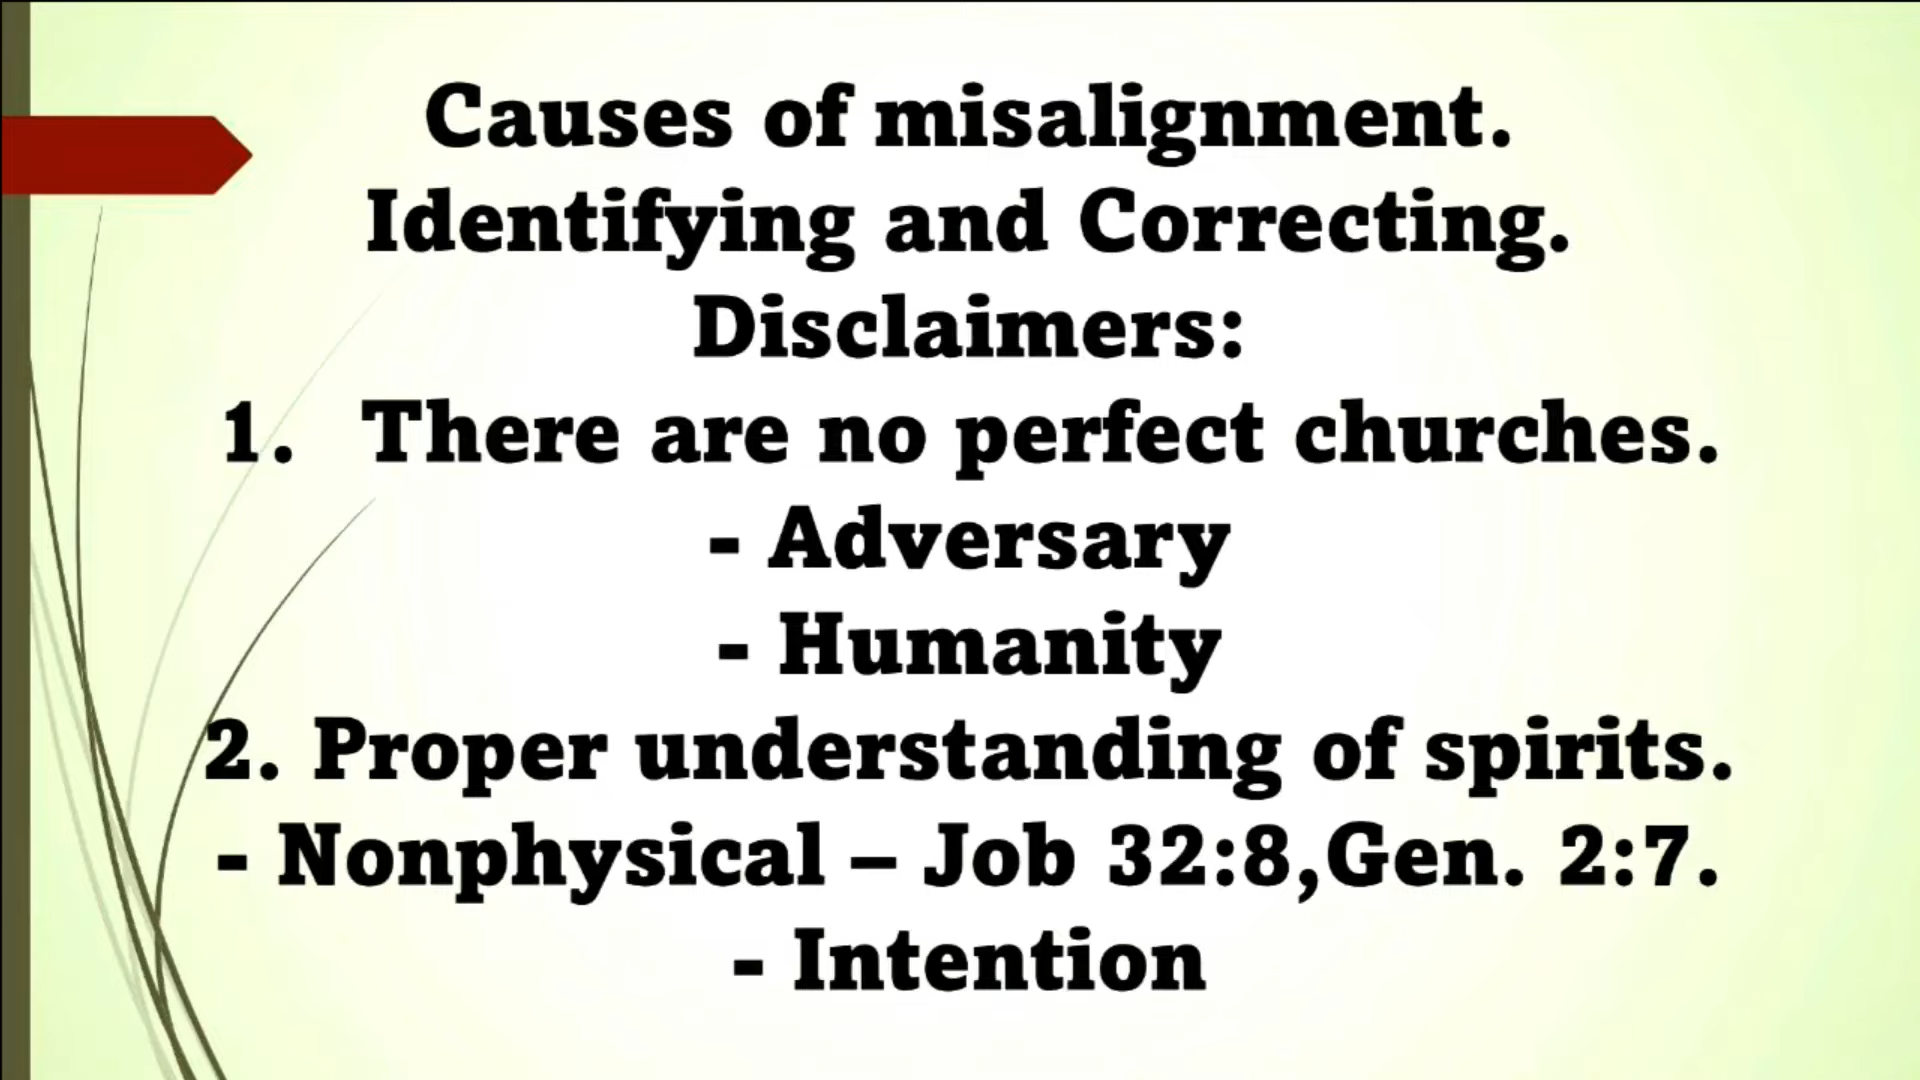 Causes of misalignment.
Identifying and Correcting.
Disclaimers:
1. There are no perfect churches.
- Adversary
- Humanity
2. Proper understanding of spirits.
- Nonphysical – Job 32:8,Gen. 2:7.
- Intention